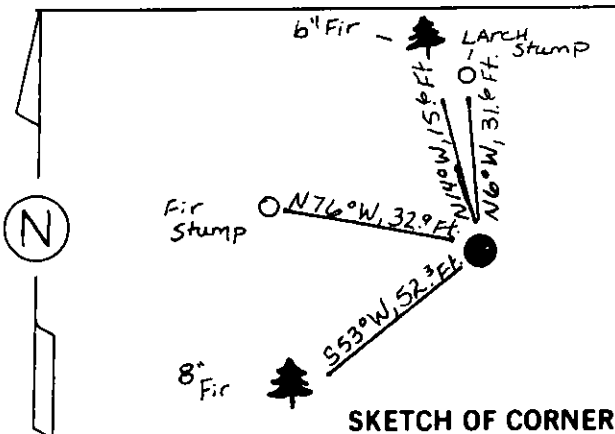 6" Fir
LARCH
Stump
N14°W, 15.6 Ft
N6°W, 31.6 Ft.
N
Fir
Stump
N76°W, 32.9 Ft.
S53°W, 52.3 Ft.
8" Fir
SKETCH OF CORNER